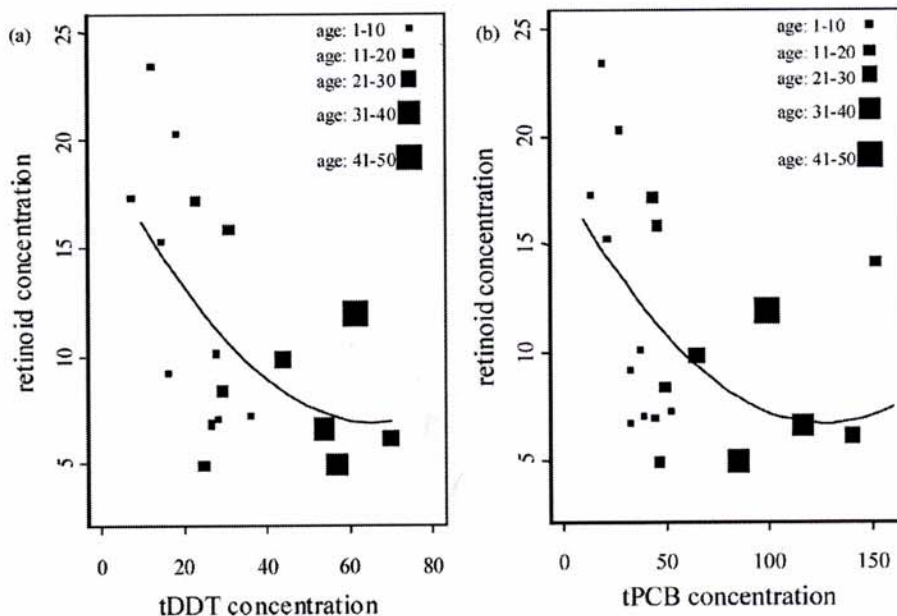 (a)
25
20
15
10
5
retinoid concentration
age: 1-10
age: 11-20
age: 21-30
age: 31-40
age: 41-50
0 20 40 60 80
tDDT concentration
(b)
25
20
15
10
5
retinoid concentration
age: 1-10
age: 11-20
age: 21-30
age: 31-40
age: 41-50
0 50 100 150
tPCB concentration